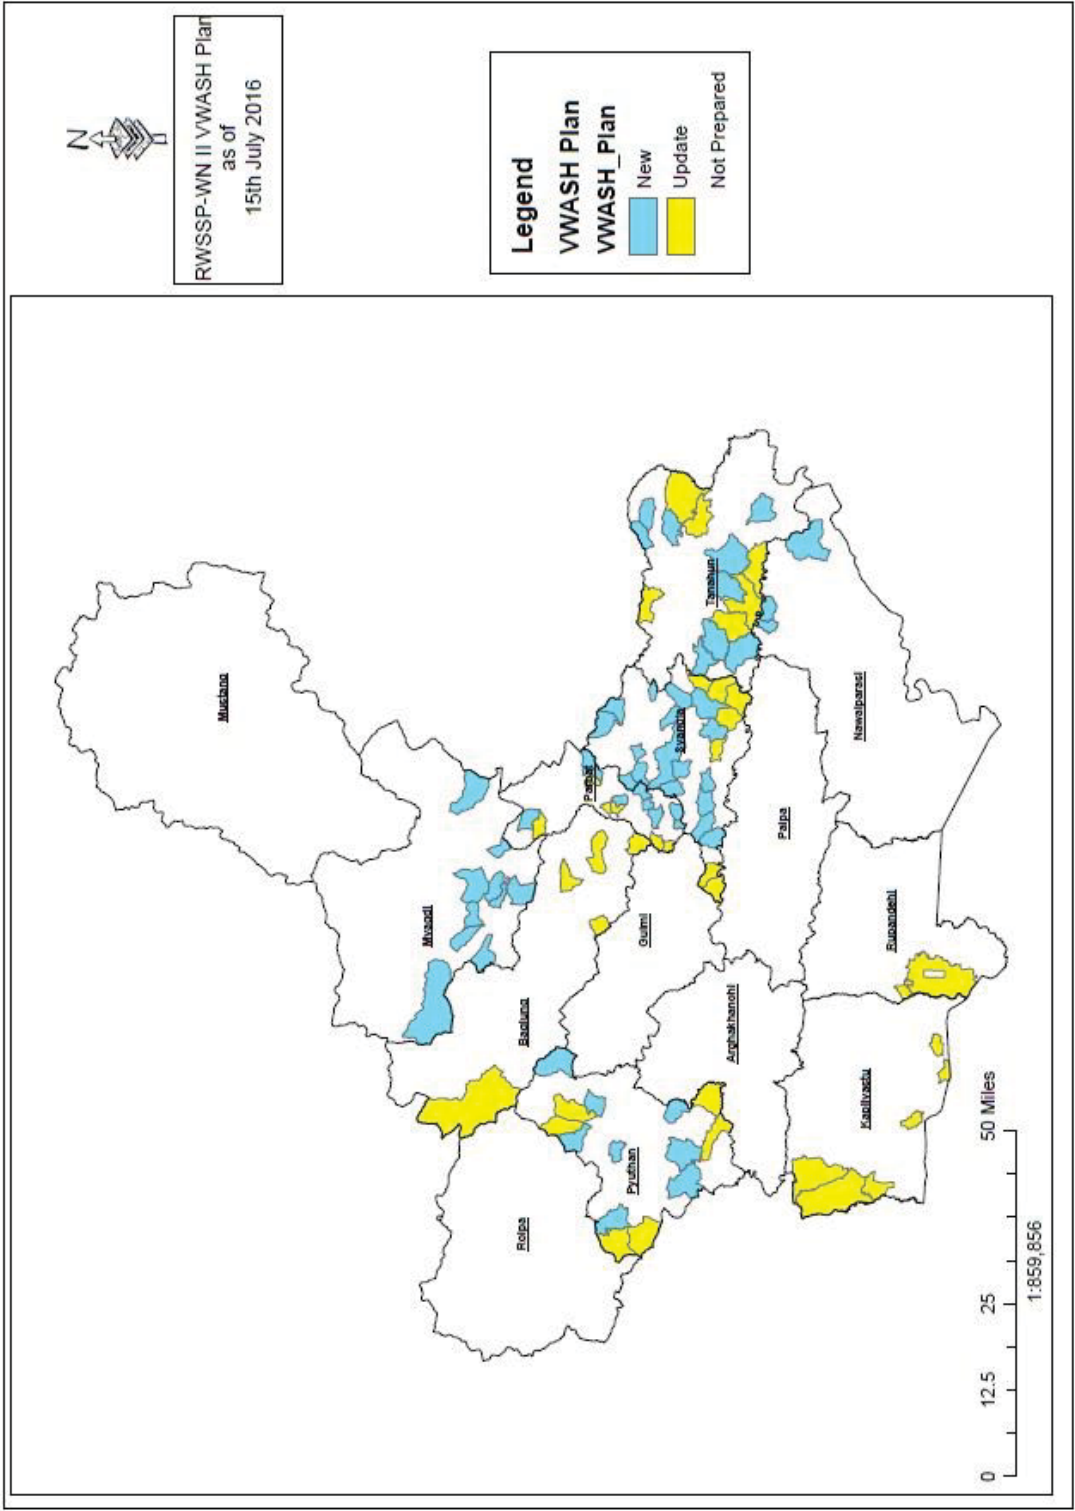 N
RWSSP-WN II VWASH Plan
as of
15th July 2016
Legend
VWASH Plan
VWASH_Plan
New
Update
Not Prepared
Mustang
Myagdi
Baglung
Parbat
Rolpa
Pyuthan
Gulmi
Syangja
Tanahun
Arghakhanchi
Palpa
Nawalparasi
Kapilvastu
Rupandehi
0 12.5 25 50 Miles
1:859,856